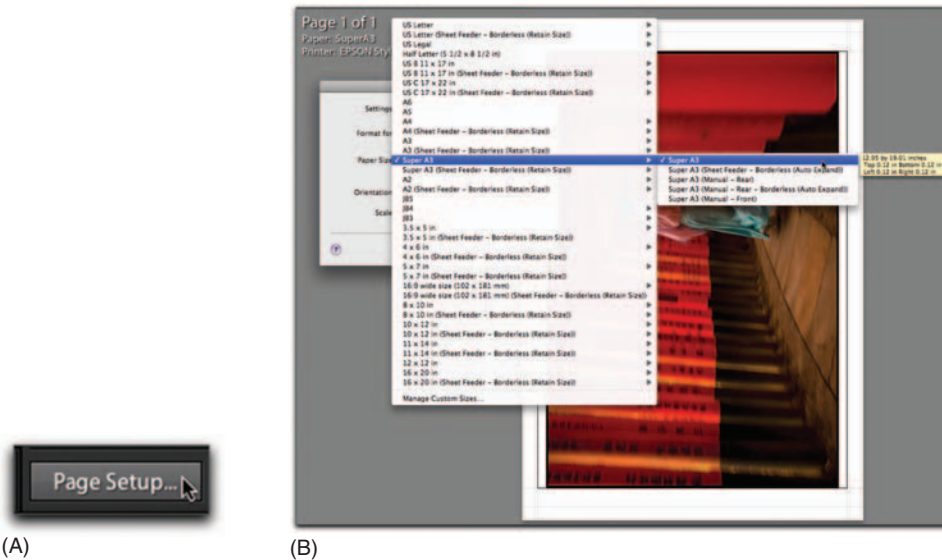 Page 1 of 1
Paper: SuperA3
Printer: EPSON Sty
Settings
Format for
Paper Size
Orientation
Scale
?
US Letter
US Letter (Sheet Feeder - Borderless (Retain Size))
US Legal
Half Letter (5 1/2 x 8 1/2 in)
US B 11 x 17 in
US B 11 x 17 in (Sheet Feeder - Borderless (Retain Size))
US C 17 x 22 in
US C 17 x 22 in (Sheet Feeder - Borderless (Retain Size))
A6
A5
A4
A4 (Sheet Feeder - Borderless (Retain Size))
A3
A3 (Sheet Feeder - Borderless (Retain Size))
✓ Super A3
Super A3 (Sheet Feeder - Borderless (Retain Size))
A2
A2 (Sheet Feeder - Borderless (Retain Size))
JB5
JB4
JB3
3.5 x 5 in
3.5 x 5 in (Sheet Feeder - Borderless (Retain Size))
4 x 6 in
4 x 6 in (Sheet Feeder - Borderless (Retain Size))
5 x 7 in
5 x 7 in (Sheet Feeder - Borderless (Retain Size))
16:9 wide size (102 x 181 mm)
16:9 wide size (102 x 181 mm) (Sheet Feeder - Borderless (Retain Size))
8 x 10 in
8 x 10 in (Sheet Feeder - Borderless (Retain Size))
10 x 12 in
10 x 12 in (Sheet Feeder - Borderless (Retain Size))
11 x 14 in
11 x 14 in (Sheet Feeder - Borderless (Retain Size))
12 x 12 in
16 x 20 in
16 x 20 in (Sheet Feeder - Borderless (Retain Size))
Manage Custom Sizes...
✓ Super A3
Super A3 (Sheet Feeder - Borderless (Auto Expand))
Super A3 (Manual - Rear)
Super A3 (Manual - Rear - Borderless (Auto Expand))
Super A3 (Manual - Front)
12.95 by 19.01 inches
Top 0.12 in Bottom 0.12 in
Left 0.12 in Right 0.12 in
Page Setup...
(A)
(B)